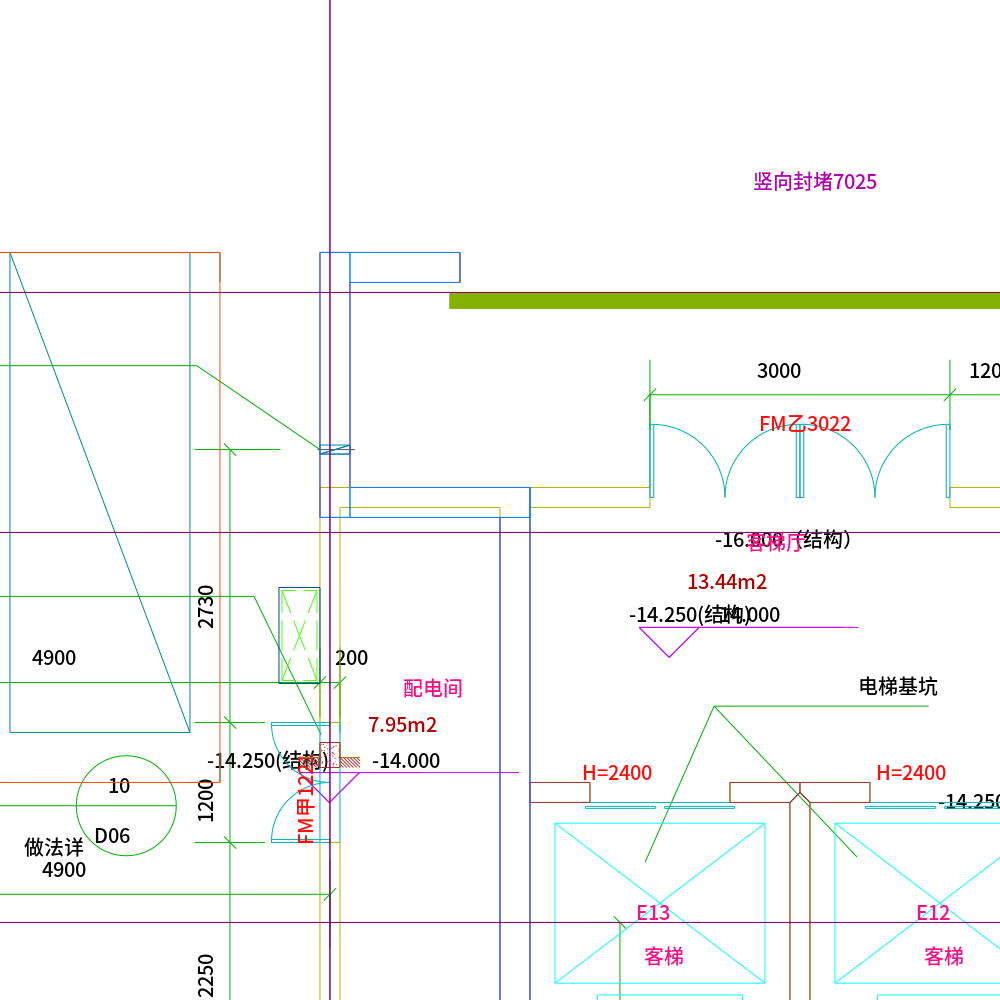 竖向封堵7025
3000
120
FM乙3022
-16.000（结构）
客梯厅
13.44m2
-14.250(结构)
-14.000
2730
4900
200
配电间
电梯基坑
7.95m2
-14.250(结构)
-14.000
H=2400
H=2400
10
1200
FM甲1221
-14.250
D06
做法详
4900
E13
E12
客梯
客梯
2250